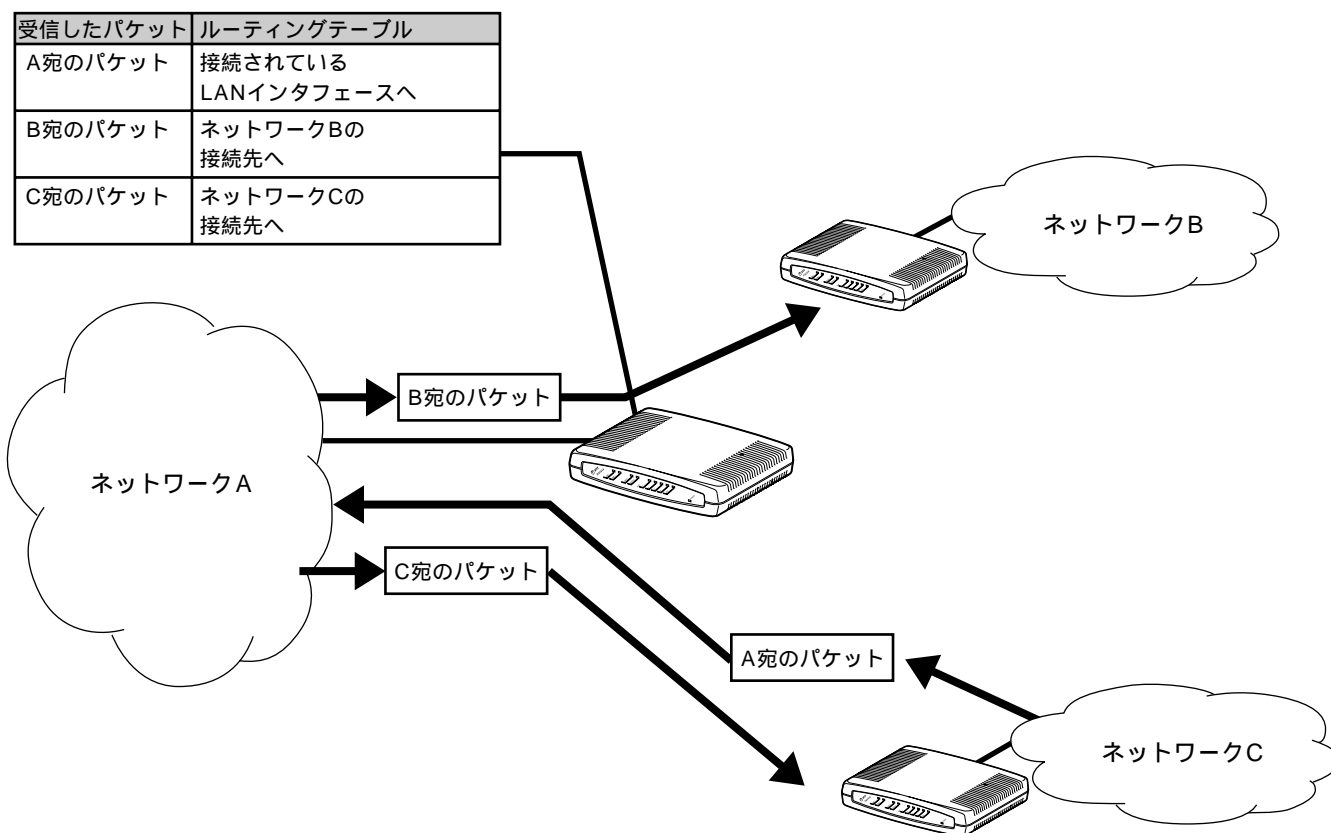 受信したパケット ルーティングテーブル
A宛のパケット 接続されている
LANインタフェースへ
B宛のパケット ネットワークBの
接続先へ
C宛のパケット ネットワークCの
接続先へ
ネットワークB
B宛のパケット
ネットワークA
C宛のパケット
A宛のパケット
ネットワークC